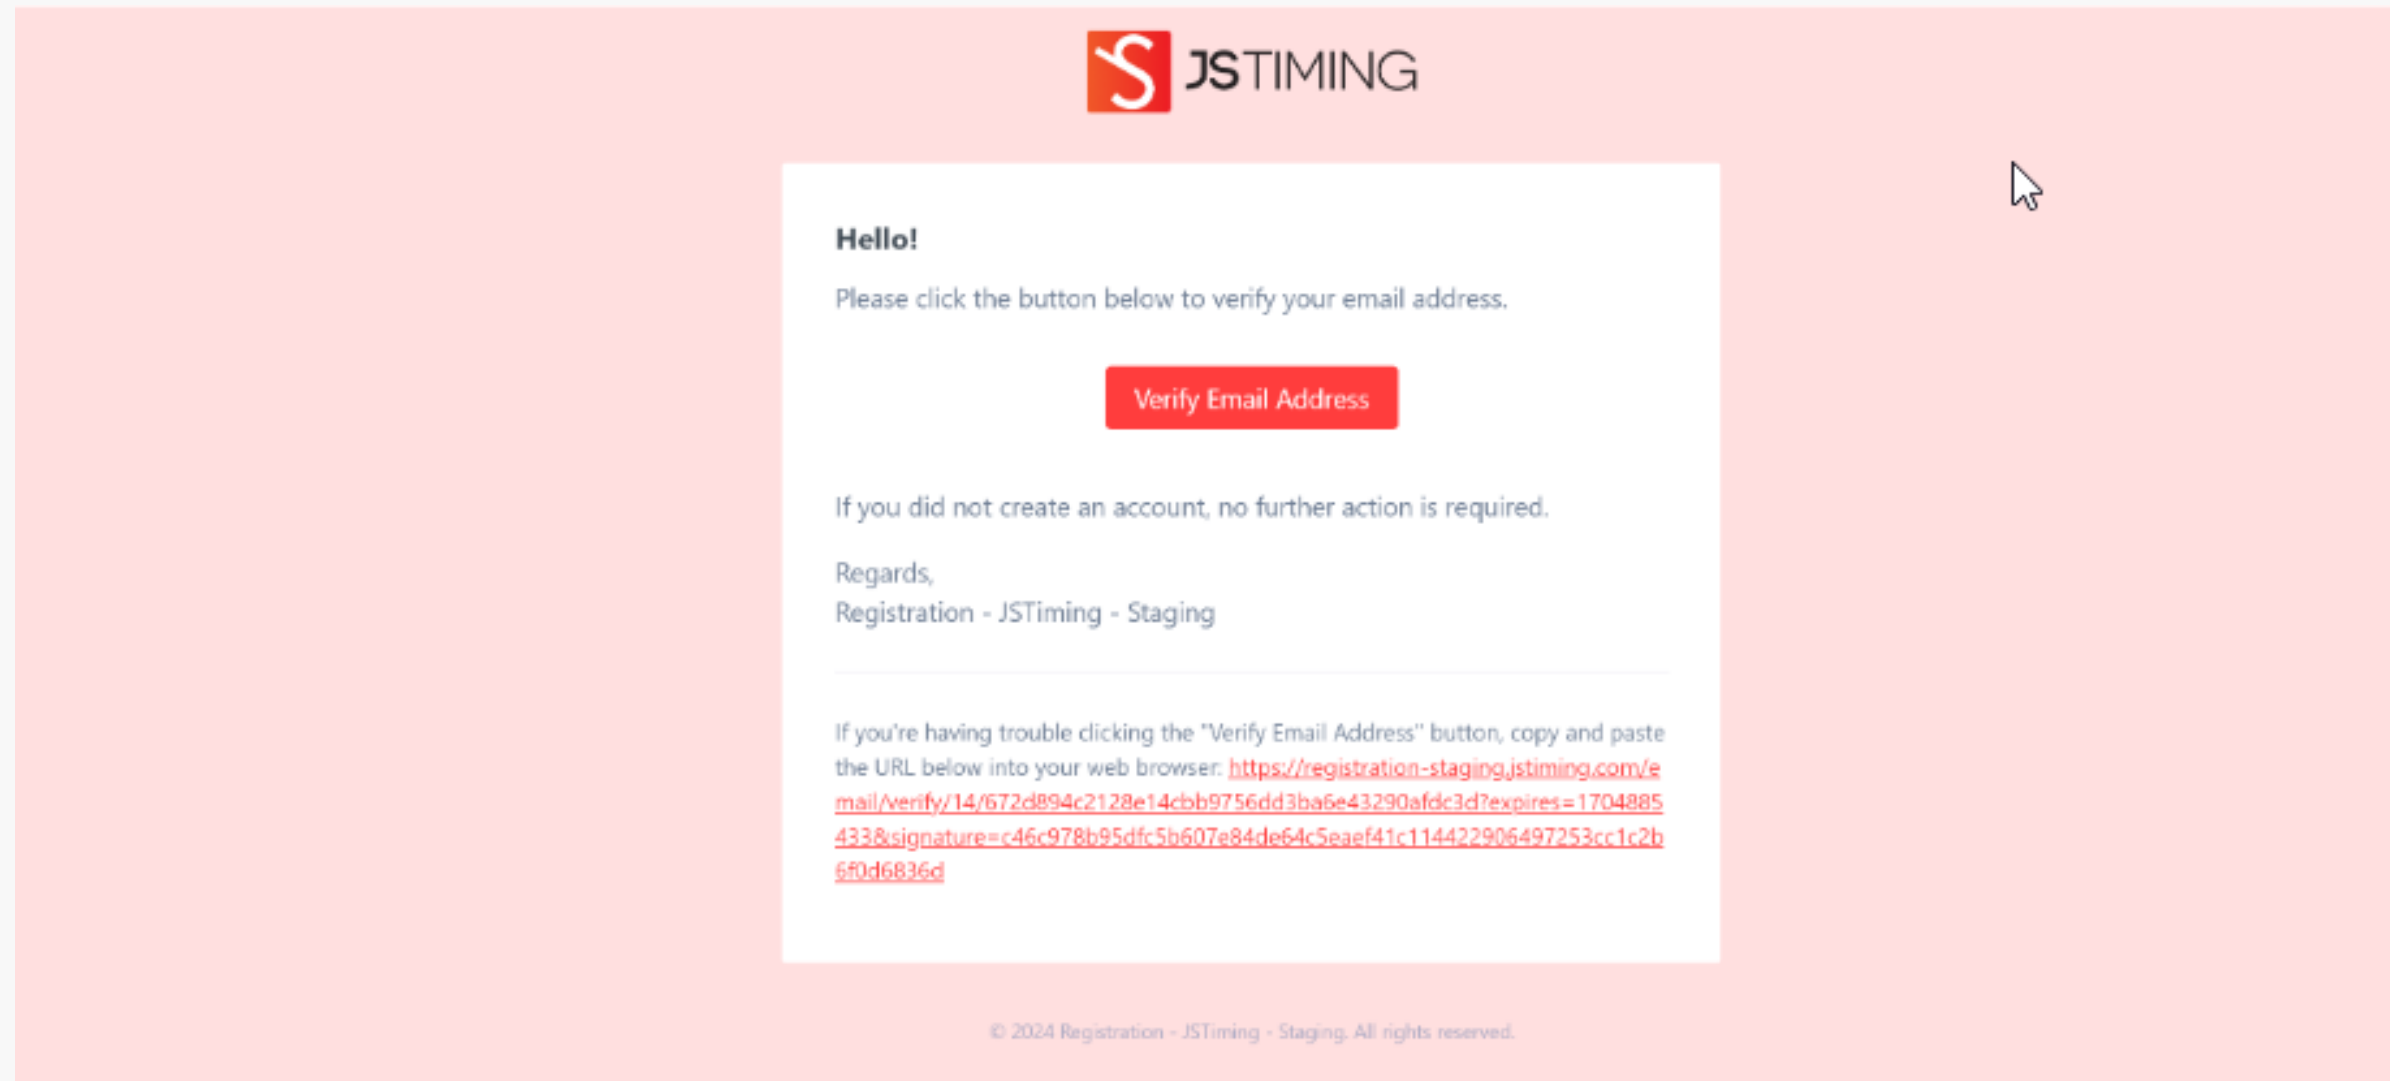 JSTIMING
Hello!
Please click the button below to verify your email address.
Verify Email Address
If you did not create an account, no further action is required.
Regards,
Registration - JSTiming - Staging
If you're having trouble clicking the "Verify Email Address" button, copy and paste
the URL below into your web browser: https://registration-staging.jstiming.com/e
mail/verify/14/672d894c2128e14cbb9756dd3ba6e43290afdc3d?expires=1704885
433&signature=c46c978b95dfc5b607e84de64c5eaef41c114422906497253cc1c2b
6f0d6836d
© 2024 Registration - JSTiming - Staging. All rights reserved.